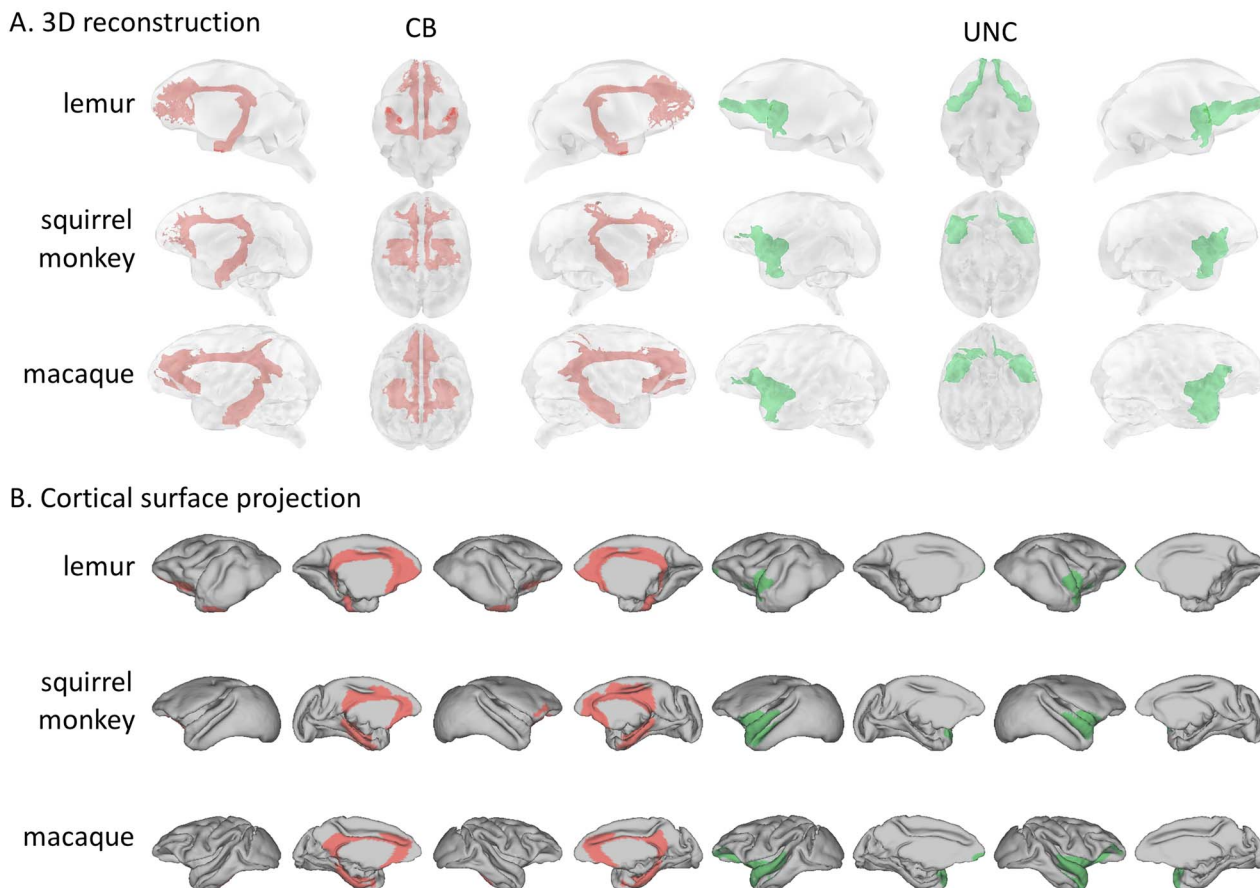 A. 3D reconstruction
CB
UNC
lemur
squirrel
monkey
macaque
B. Cortical surface projection
lemur
squirrel
monkey
macaque